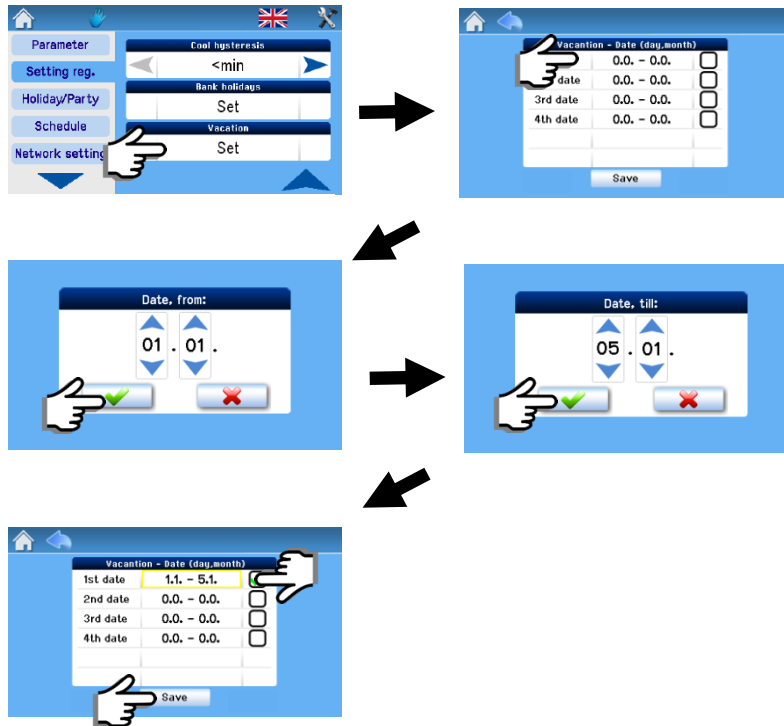 Parameter
Setting reg.
Holiday/Party
Schedule
Network setting
Cool hysteresis
<min
Bank holidays
Set
Vacation
Set
Vacantion - Date (day,month)
0.0. - 0.0.
date 0.0. - 0.0.
3rd date 0.0. - 0.0.
4th date 0.0. - 0.0.
Save
Date, from:
01 . 01 .
Date, till:
05 . 01 .
Vacantion - Date (day,month)
1st date 1.1. - 5.1.
2nd date 0.0. - 0.0.
3rd date 0.0. - 0.0.
4th date 0.0. - 0.0.
Save